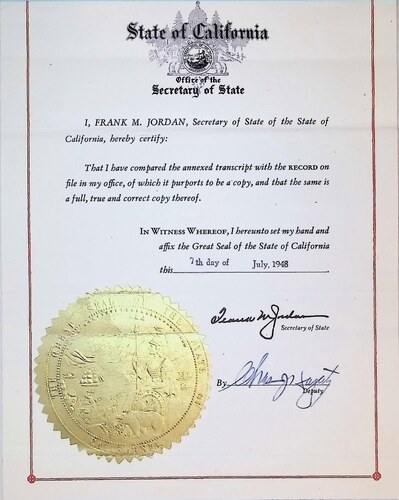 State of California
Office of the
Secretary of State
I, FRANK M. JORDAN, Secretary of State of the State of
California, hereby certify:
That I have compared the annexed transcript with the RECORD on
file in my office, of which it purports to be a copy, and that the same is
a full, true and correct copy thereof.
IN WITNESS WHEREOF, I hereunto set my hand and
affix the Great Seal of the State of California
this 7th day of July, 1948.
Frank M Jordan
Secretary of State
By Chas J. Hagerty
Deputy